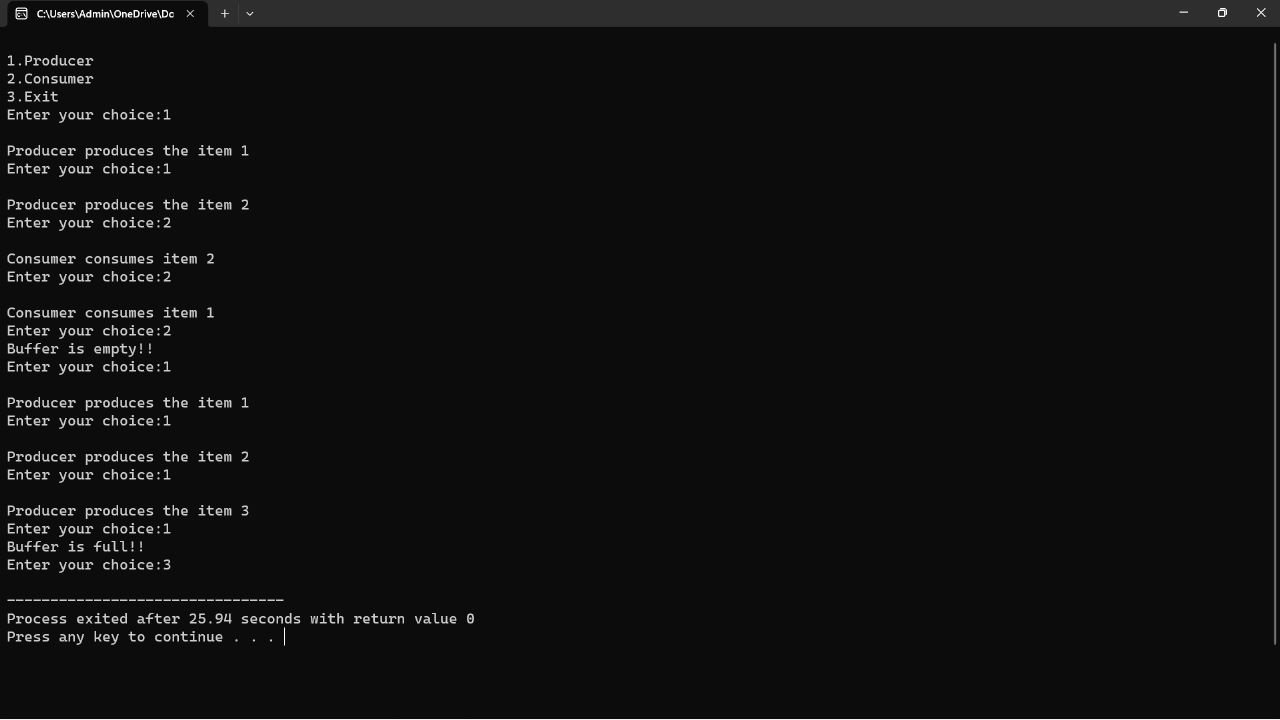 C:\Users\Admin\OneDrive\Dc
1.Producer
2.Consumer
3.Exit
Enter your choice:1
Producer produces the item 1
Enter your choice:1
Producer produces the item 2
Enter your choice:2
Consumer consumes item 2
Enter your choice:2
Consumer consumes item 1
Enter your choice:2
Buffer is empty!!
Enter your choice:1
Producer produces the item 1
Enter your choice:1
Producer produces the item 2
Enter your choice:1
Producer produces the item 3
Enter your choice:1
Buffer is full!!
Enter your choice:3
--------------------------------
Process exited after 25.94 seconds with return value 0
Press any key to continue . . .